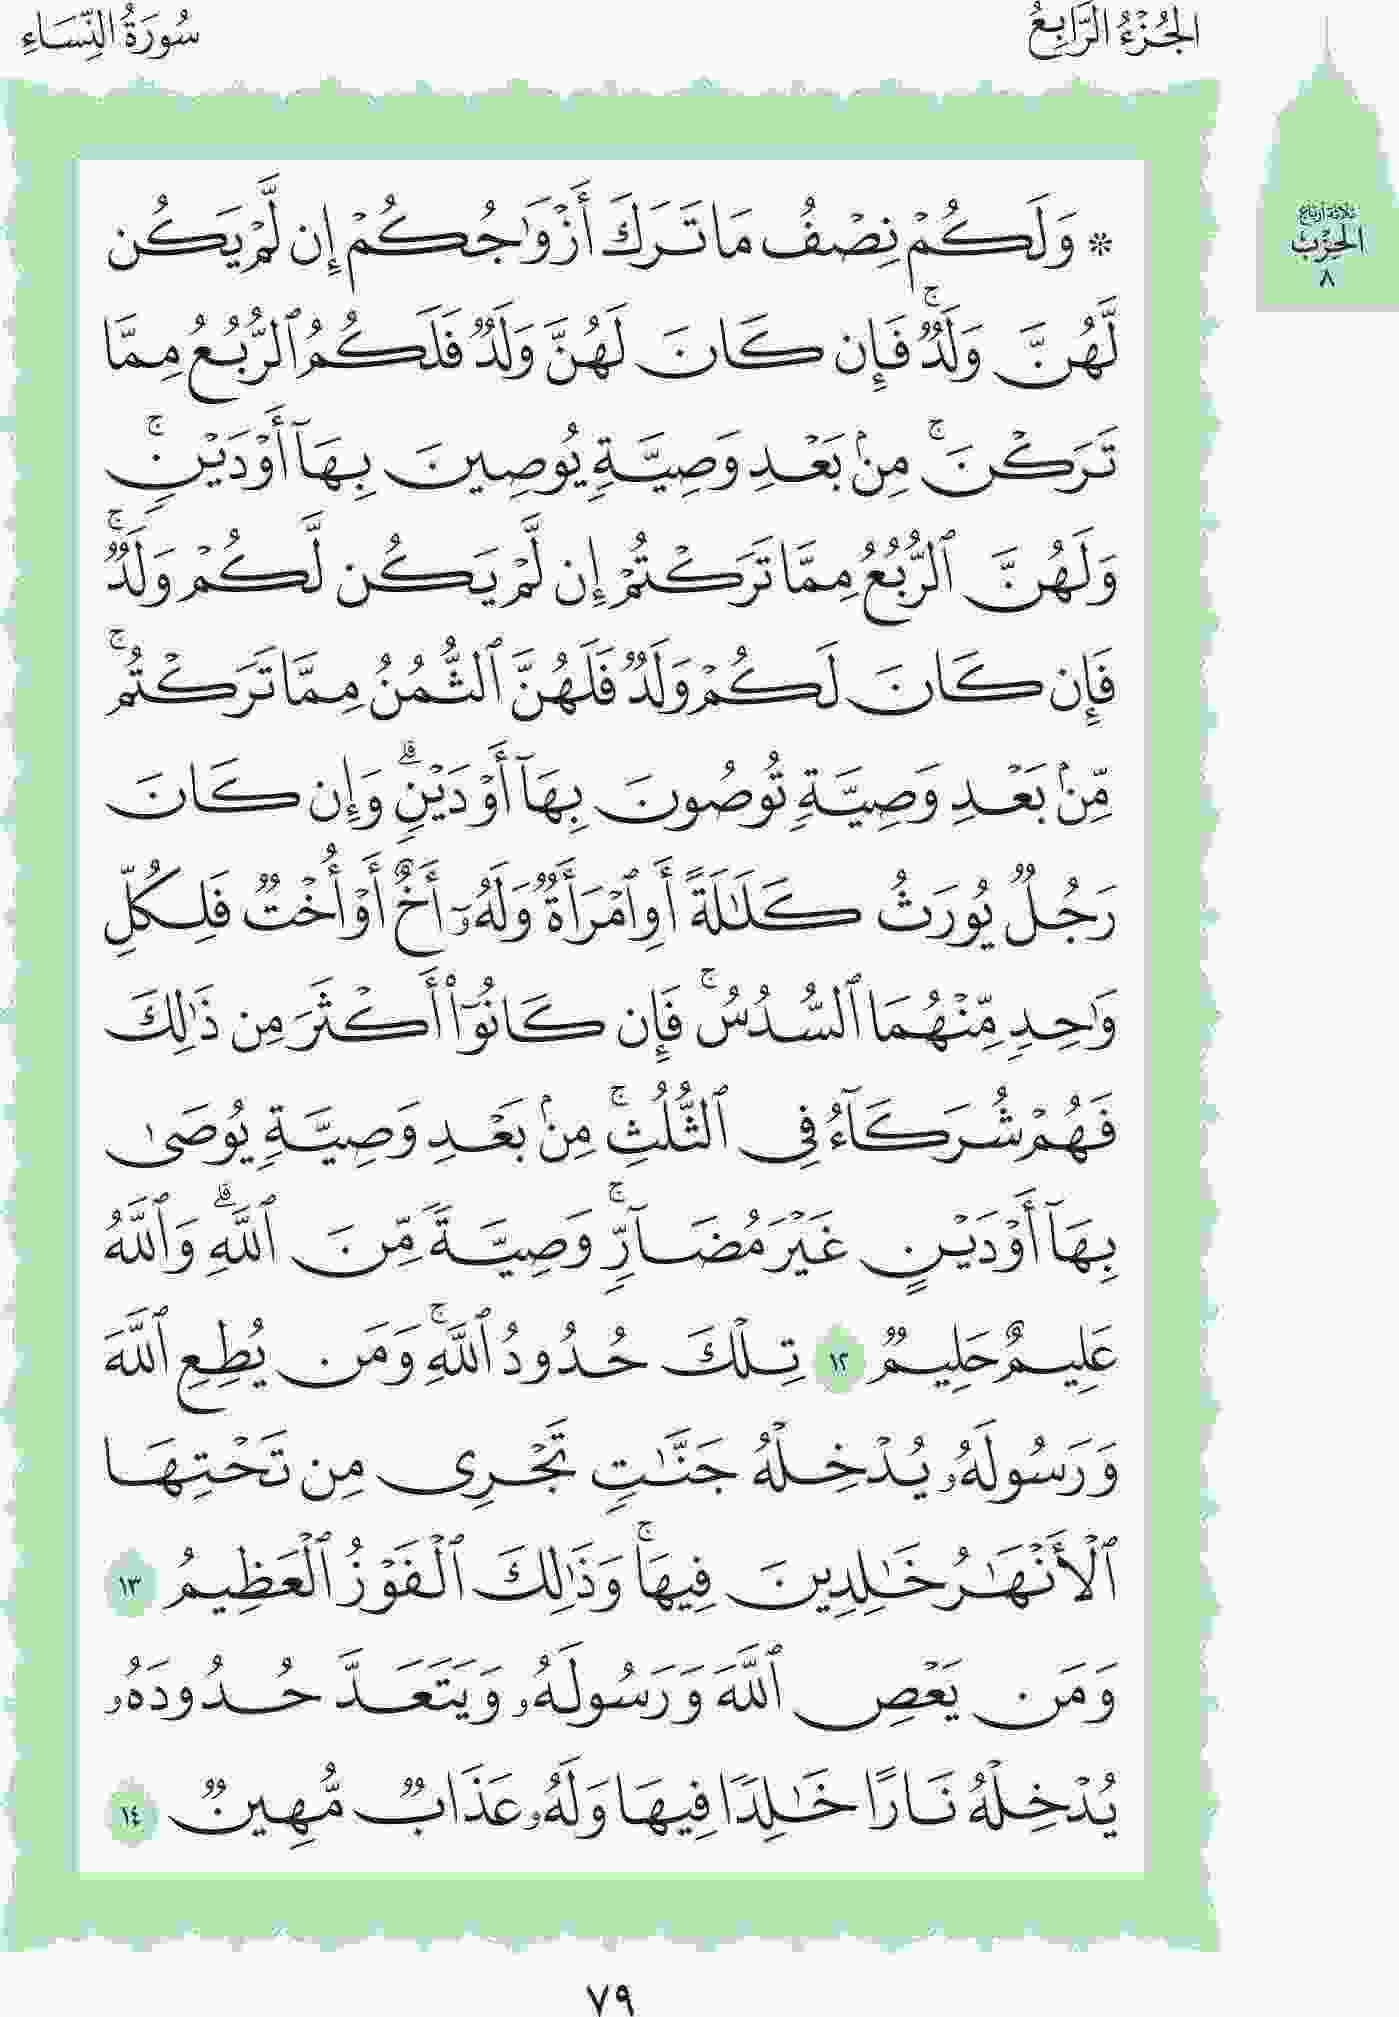 الجُزْءُ الرَّابِعُ
سُورَةُ النِّسَاءِ
ثلاثة أرباع
الحِزْب
٨
* وَلَكُمْ نِصْفُ مَا تَرَكَ أَزْوَٰجُكُمْ إِن لَّمْ يَكُن
لَّهُنَّ وَلَدٌۚ فَإِن كَانَ لَهُنَّ وَلَدٌ فَلَكُمُ ٱلرُّبُعُ مِمَّا
تَرَكْنَۚ مِنۢ بَعْدِ وَصِيَّةٍ يُوصِينَ بِهَآ أَوْ دَيْنٍۚ
وَلَهُنَّ ٱلرُّبُعُ مِمَّا تَرَكْتُمْ إِن لَّمْ يَكُن لَّكُمْ وَلَدٌۚ
فَإِن كَانَ لَكُمْ وَلَدٌ فَلَهُنَّ ٱلثُّمُنُ مِمَّا تَرَكْتُمۚ
مِّنۢ بَعْدِ وَصِيَّةٍ تُوصُونَ بِهَآ أَوْ دَيْنٍۗ وَإِن كَانَ
رَجُلٌ يُورَثُ كَلَٰلَةً أَوِ ٱمْرَأَةٌ وَلَهُۥٓ أَخٌ أَوْ أُخْتٌ فَلِكُلِّ
وَٰحِدٍ مِّنْهُمَا ٱلسُّدُسُۚ فَإِن كَانُوٓا۟ أَكْثَرَ مِن ذَٰلِكَ
فَهُمْ شُرَكَآءُ فِى ٱلثُّلُثِۚ مِنۢ بَعْدِ وَصِيَّةٍ يُوصَىٰ
بِهَآ أَوْ دَيْنٍ غَيْرَ مُضَآرٍّۚ وَصِيَّةً مِّنَ ٱللَّهِۗ وَٱللَّهُ
عَلِيمٌ حَلِيمٌ ١٢ تِلْكَ حُدُودُ ٱللَّهِۚ وَمَن يُطِعِ ٱللَّهَ
وَرَسُولَهُۥ يُدْخِلْهُ جَنَّٰتٍ تَجْرِى مِن تَحْتِهَا
ٱلْأَنْهَٰرُ خَٰلِدِينَ فِيهَاۚ وَذَٰلِكَ ٱلْفَوْزُ ٱلْعَظِيمُ ١٣
وَمَن يَعْصِ ٱللَّهَ وَرَسُولَهُۥ وَيَتَعَدَّ حُدُودَهُۥ
يُدْخِلْهُ نَارًا خَٰلِدًا فِيهَا وَلَهُۥ عَذَابٌ مُّهِينٌ ١٤
٧٩